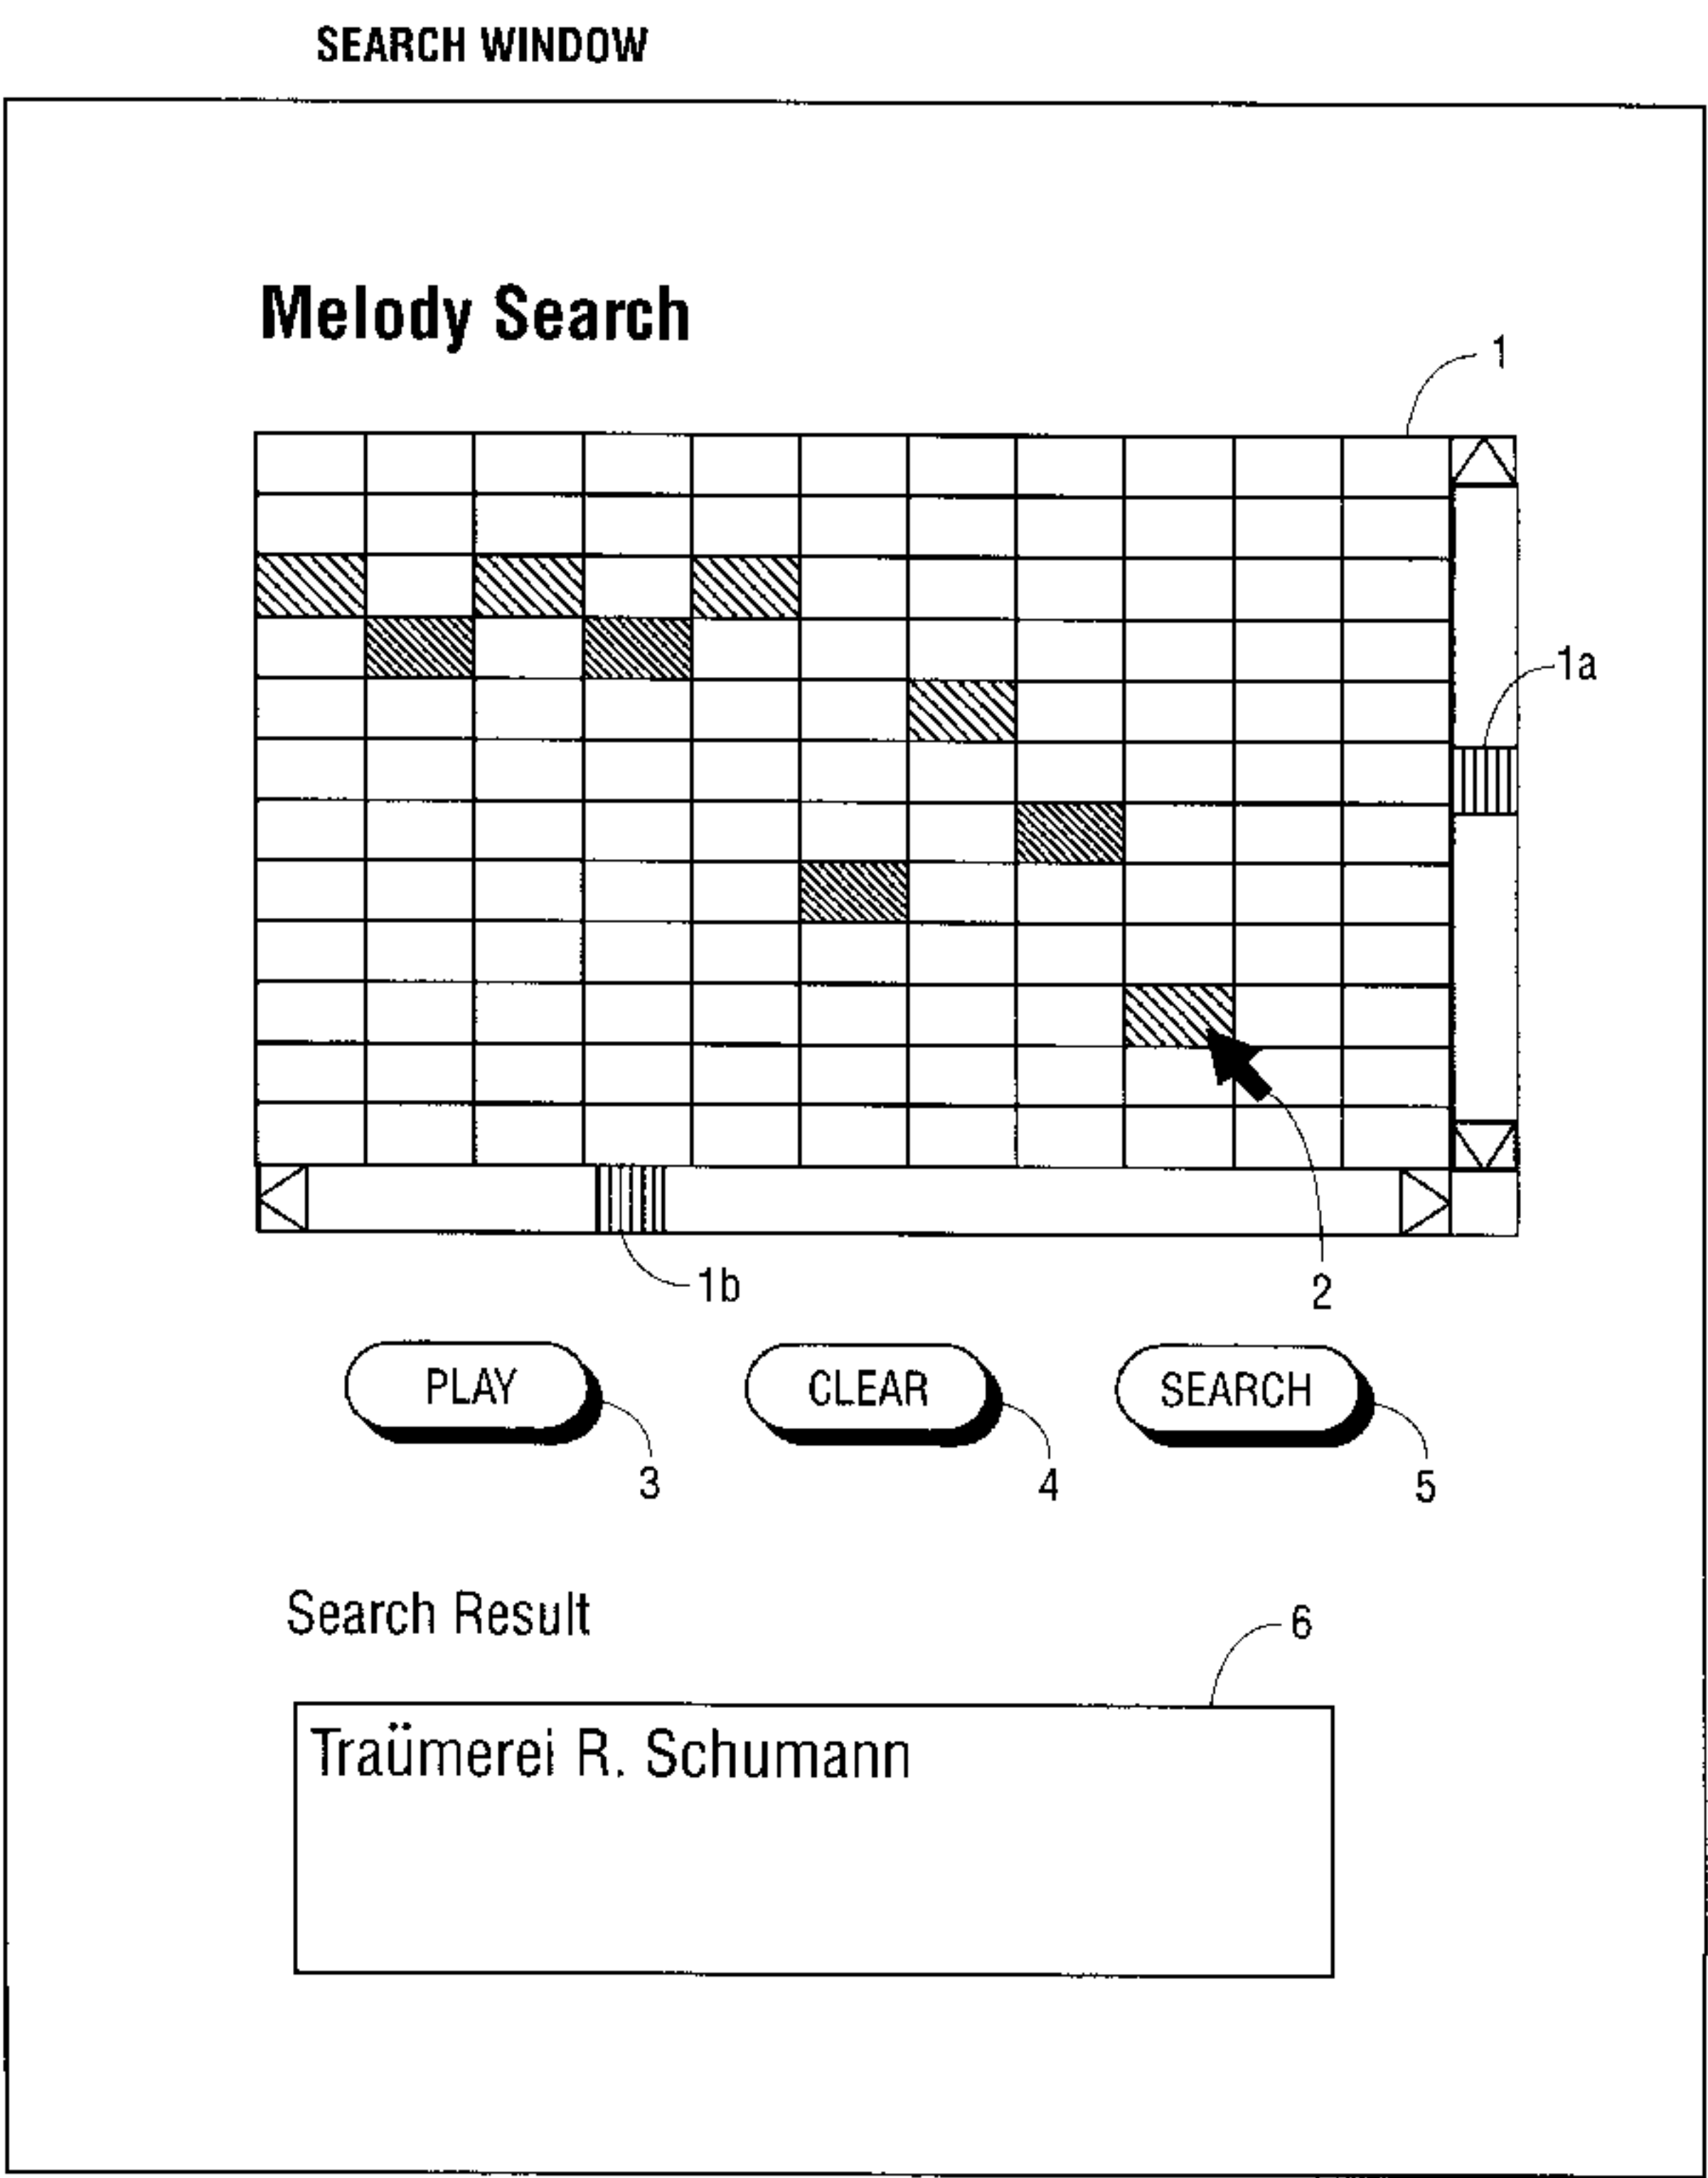 SEARCH WINDOW
Melody Search
1
1a
1b
2
PLAY
CLEAR
SEARCH
3
4
5
Search Result
6
Traümerei R. Schumann